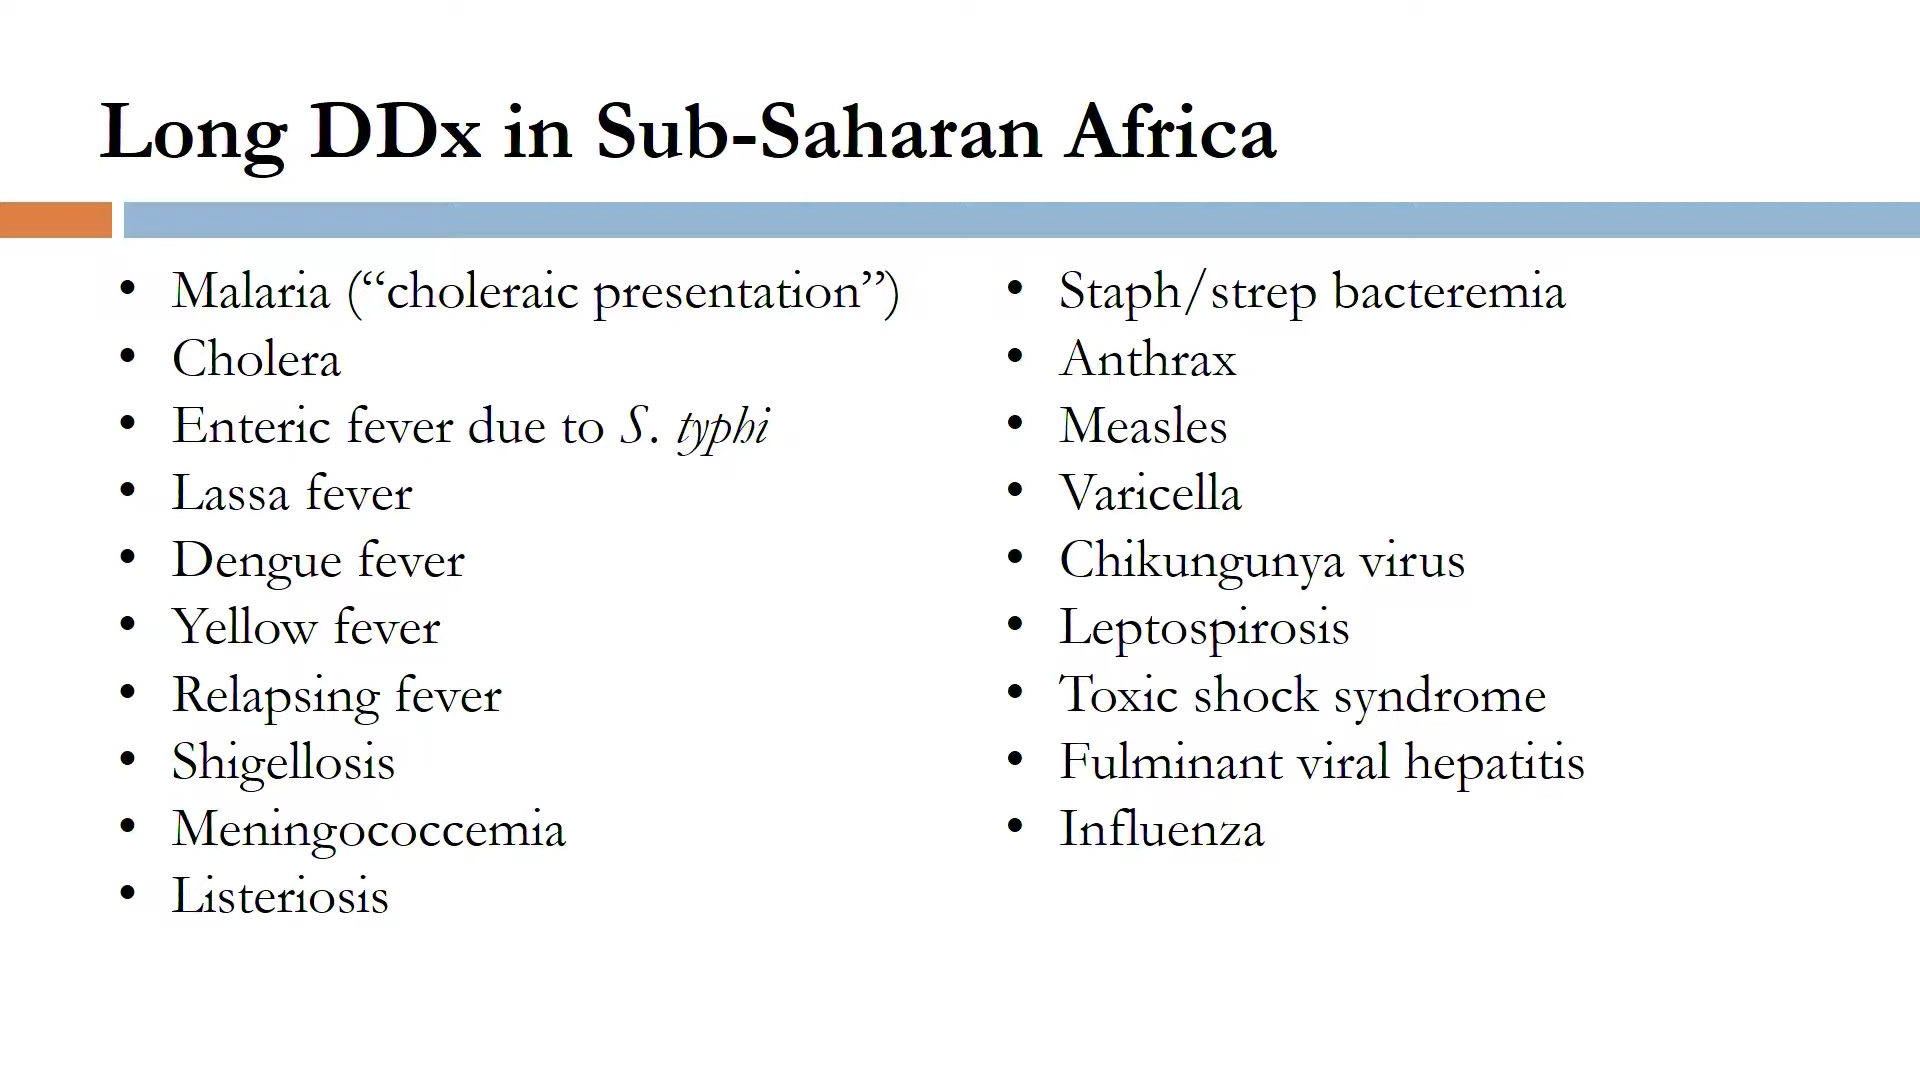 Long DDx in Sub-Saharan Africa
• Malaria (“choleraic presentation”)
• Cholera
• Enteric fever due to S. typhi
• Lassa fever
• Dengue fever
• Yellow fever
• Relapsing fever
• Shigellosis
• Meningococcemia
• Listeriosis
• Staph/strep bacteremia
• Anthrax
• Measles
• Varicella
• Chikungunya virus
• Leptospirosis
• Toxic shock syndrome
• Fulminant viral hepatitis
• Influenza